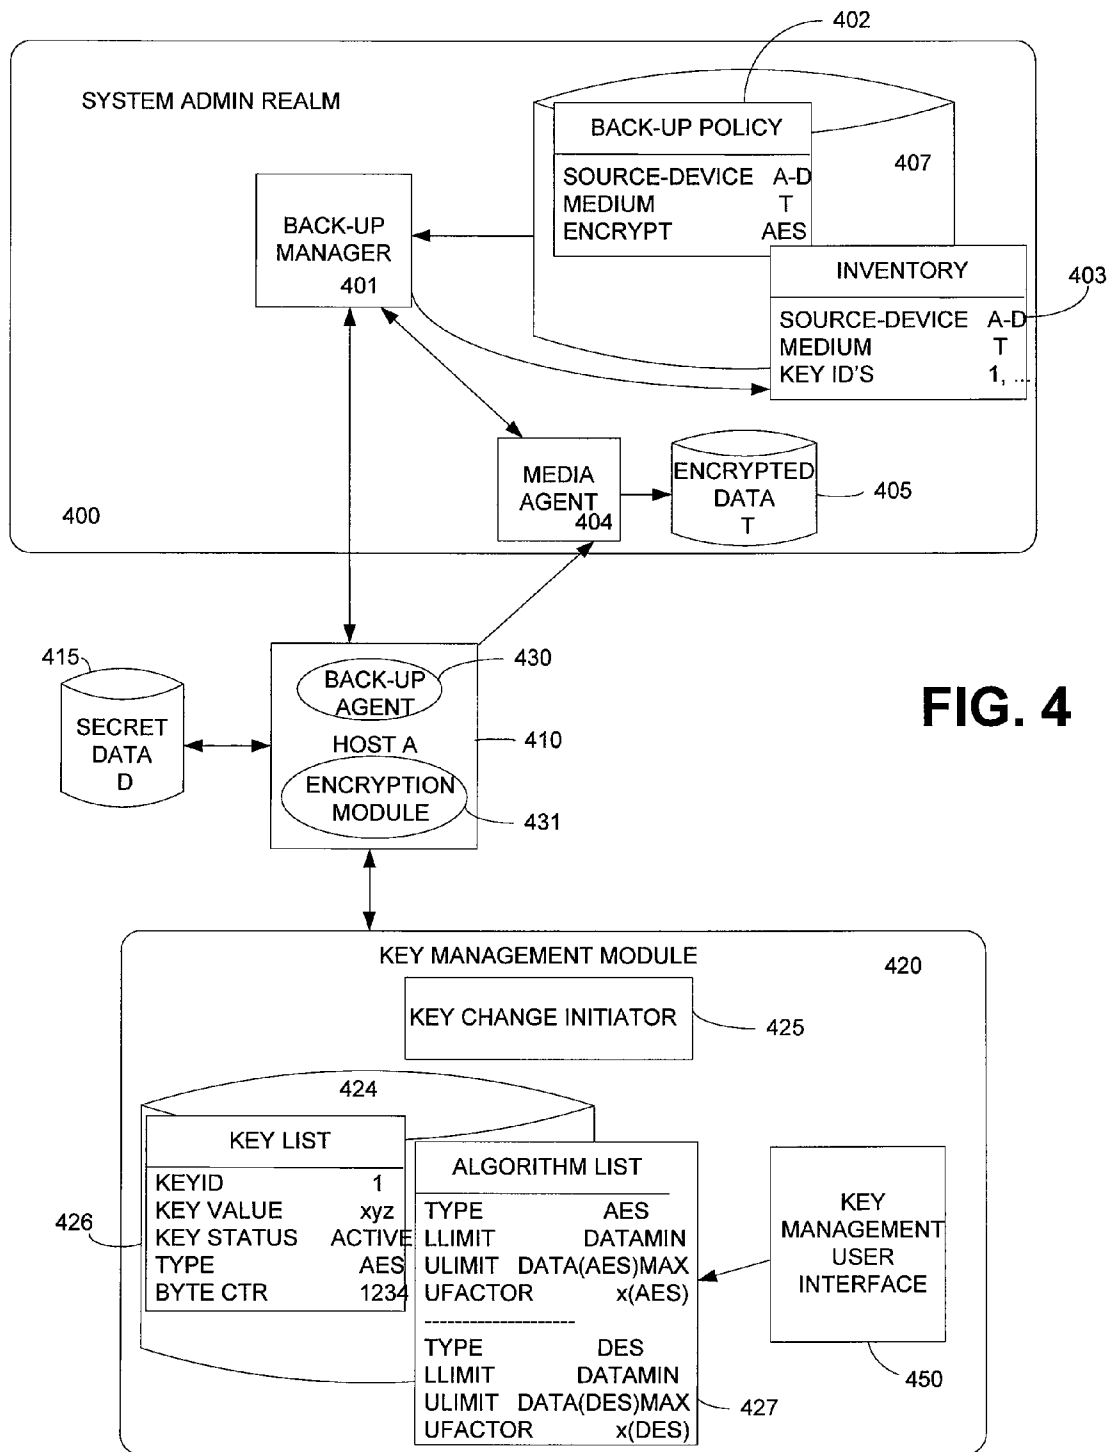 402
SYSTEM ADMIN REALM
BACK-UP POLICY
SOURCE-DEVICE A-D
MEDIUM T
ENCRYPT AES
407
BACK-UP
MANAGER
401
INVENTORY
403
SOURCE-DEVICE A-D
MEDIUM T
KEY ID'S 1, ...
MEDIA
AGENT
404
ENCRYPTED
DATA
T
405
400
415
SECRET
DATA
D
430
BACK-UP
AGENT
HOST A
410
ENCRYPTION
MODULE
431
FIG. 4
KEY MANAGEMENT MODULE
420
KEY CHANGE INITIATOR
425
424
KEY LIST
KEYID 1
KEY VALUE xyz
KEY STATUS ACTIVE
TYPE AES
BYTE CTR 1234
426
ALGORITHM LIST
TYPE AES
LLIMIT DATAMIN
ULIMIT DATA(AES)MAX
UFACTOR x(AES)
--------------------
TYPE DES
LLIMIT DATAMIN
ULIMIT DATA(DES)MAX
UFACTOR x(DES)
427
KEY
MANAGEMENT
USER
INTERFACE
450